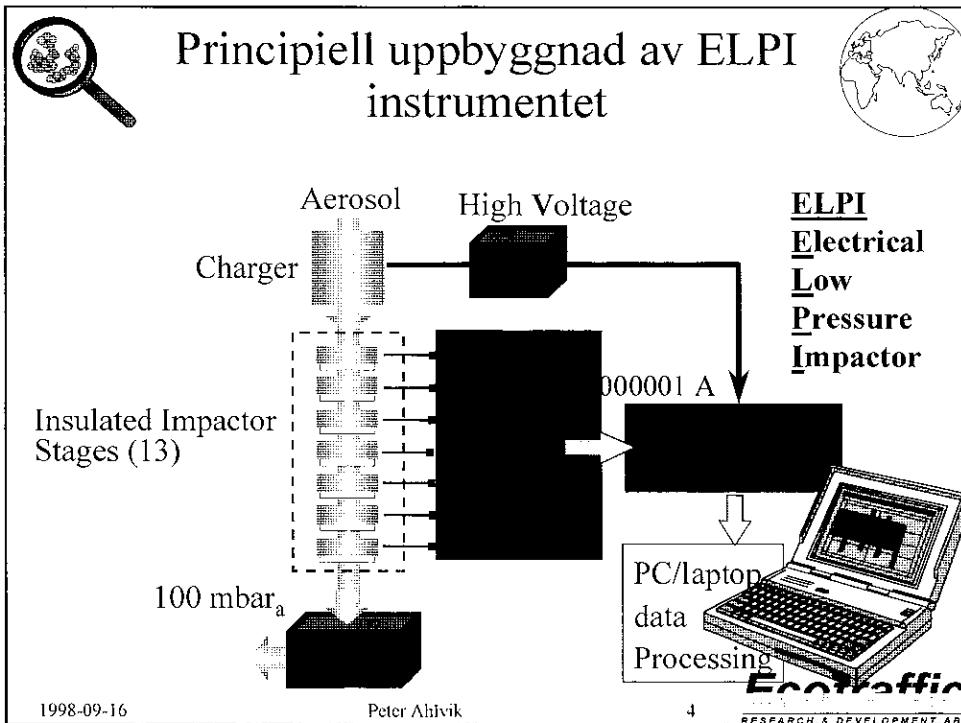 Principiell uppbyggnad av ELPI
instrumentet
Aerosol
High Voltage
Charger
ELPI
Electrical
Low
Pressure
Impactor
000001 A
Insulated Impactor
Stages (13)
100 mbara
PC/laptop
data
Processing
Ecotraffic
RESEARCH & DEVELOPMENT AB
1998-09-16
Peter Ahlvik
4